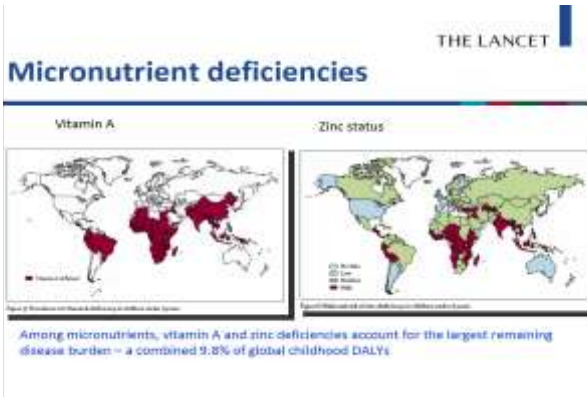 THE LANCET
Micronutrient deficiencies
Vitamin A
Zinc status
Among micronutrients, vitamin A and zinc deficiencies account for the largest remaining
disease burden – a combined 9.8% of global childhood DALYs